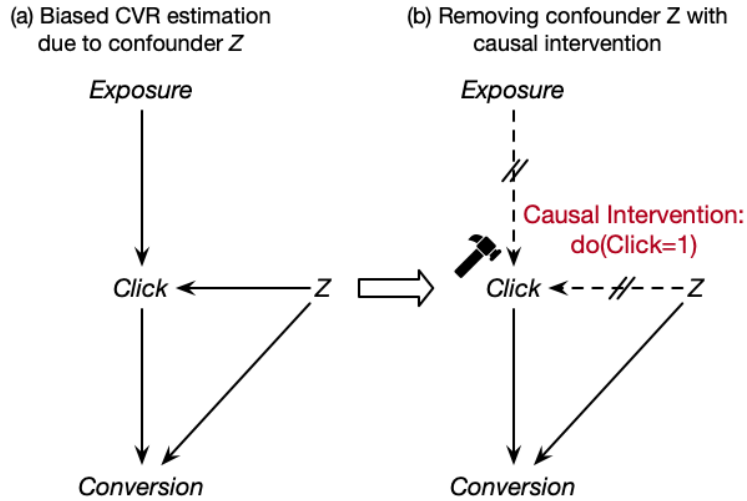 (a) Biased CVR estimation
due to confounder Z
Exposure
Click
Z
Conversion
(b) Removing confounder Z with
causal intervention
Exposure
Causal Intervention:
do(Click=1)
Click
Z
Conversion